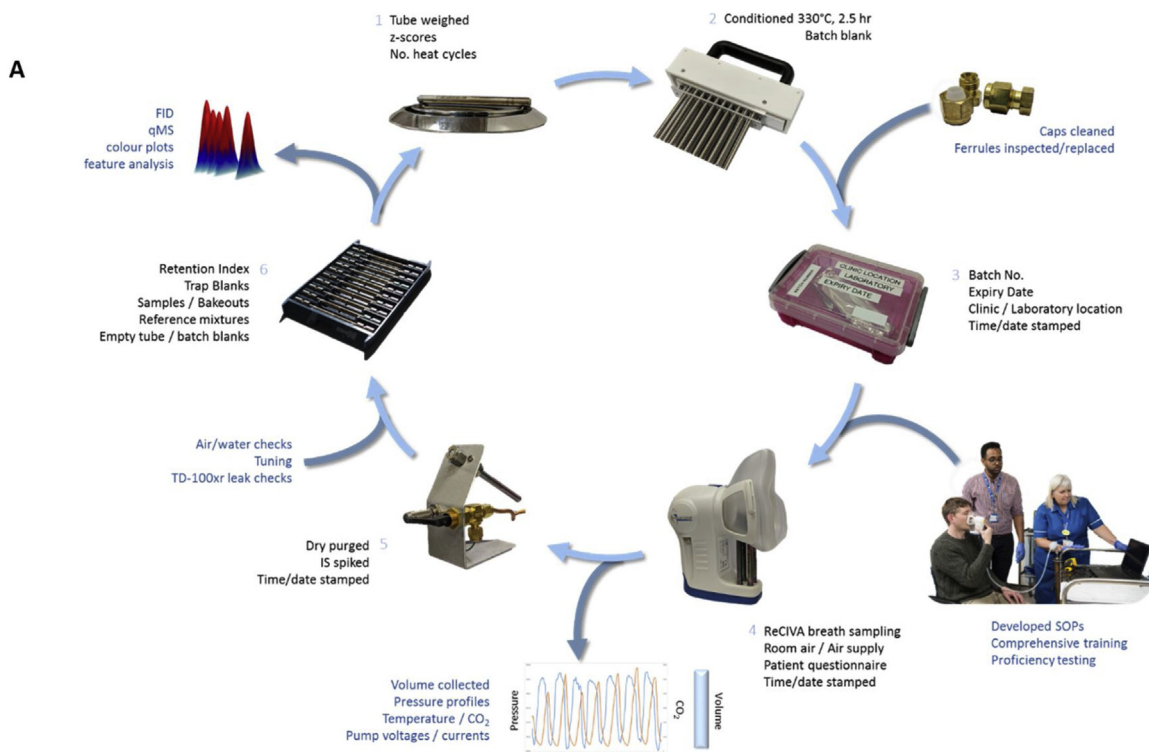 A
1 Tube weighed
z-scores
No. heat cycles
2 Conditioned 330°C, 2.5 hr
Batch blank
Caps cleaned
Ferrules inspected/replaced
3 Batch No.
Expiry Date
Clinic / Laboratory location
Time/date stamped
CLINIC LOCATION
LABORATORY
EXPIRY DATE
BATCH NUMBER
Developed SOPs
Comprehensive training
Proficiency testing
4 ReCIVA breath sampling
Room air / Air supply
Patient questionnaire
Time/date stamped
Volume collected
Pressure profiles
Temperature / CO₂
Pump voltages / currents
Pressure
CO₂
Volume
5 Dry purged
IS spiked
Time/date stamped
Air/water checks
Tuning
TD-100xr leak checks
6 Retention Index
Trap Blanks
Samples / Bakeouts
Reference mixtures
Empty tube / batch blanks
FID
qMS
colour plots
feature analysis